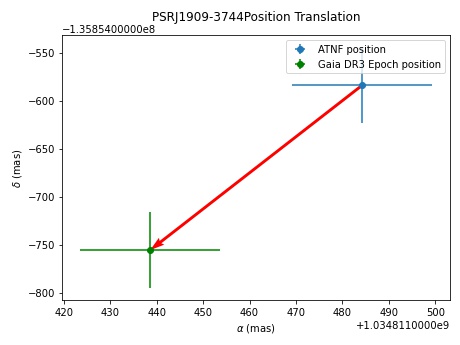 PSRJ1909-3744Position Translation
−1.3585400000e8
ATNF position
Gaia DR3 Epoch position
−550
−600
−650
−700
−750
−800
δ (mas)
420 430 440 450 460 470 480 490 500
α (mas)
+1.0348110000e9